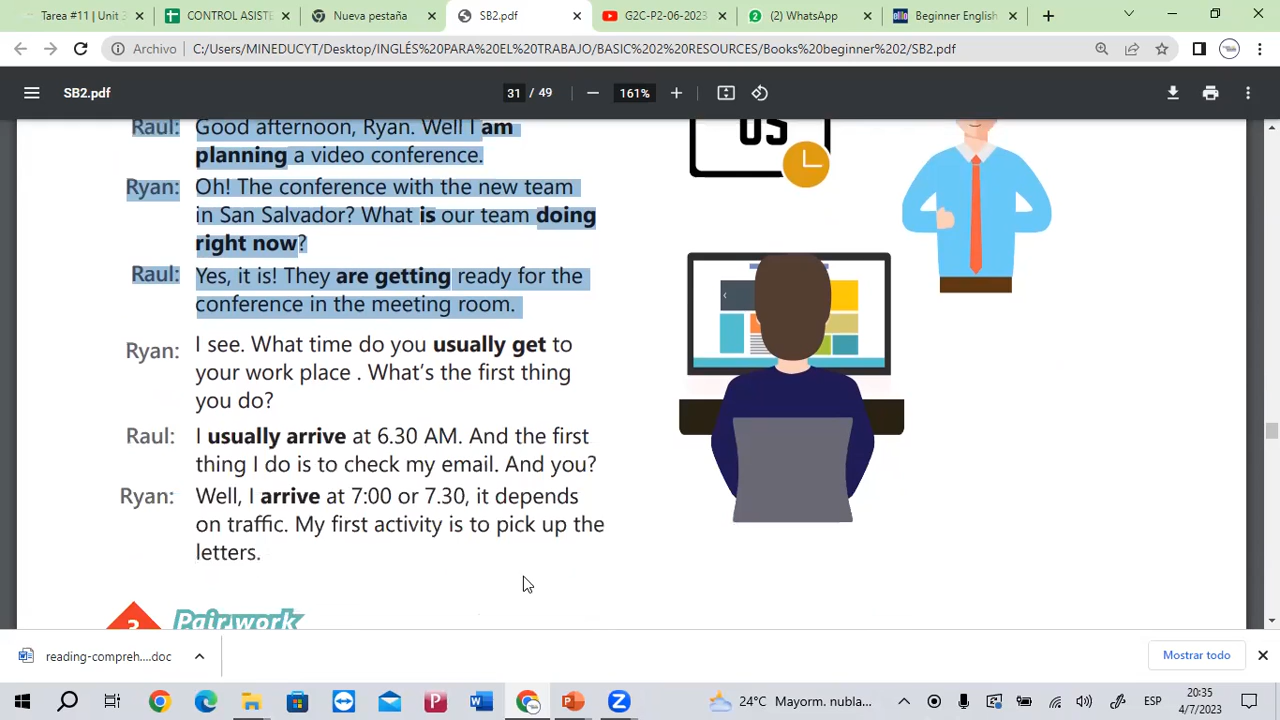 Tarea #11 | Unit 3
CONTROL ASISTE
Nueva pestaña
SB2.pdf
G2C-P2-06-2023
(2) WhatsApp
Beginner English
Archivo
C:/Users/MINEDUCYT/Desktop/INGLÉS%20PARA%20EL%20TRABAJO/BASIC%202%20RESOURCES/Books%20beginner%202/SB2.pdf
SB2.pdf
31 / 49
161%
Raul: Good afternoon, Ryan. Well I am
planning a video conference.
Ryan: Oh! The conference with the new team
in San Salvador? What is our team doing
right now?
Raul: Yes, it is! They are getting ready for the
conference in the meeting room.
Ryan: I see. What time do you usually get to
your work place . What's the first thing
you do?
Raul: I usually arrive at 6.30 AM. And the first
thing I do is to check my email. And you?
Ryan: Well, I arrive at 7:00 or 7.30, it depends
on traffic. My first activity is to pick up the
letters.
05
3 Pair work
reading-compreh....doc
Mostrar todo
24°C Mayorm. nubla...
ESP
20:35
4/7/2023